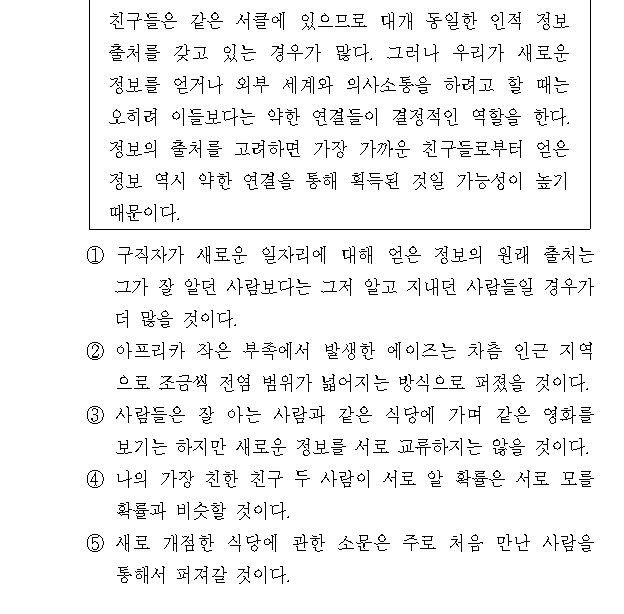 친구들은 같은 서클에 있으므로 대개 동일한 인적 정보
출처를 갖고 있는 경우가 많다. 그러나 우리가 새로운
정보를 얻거나 외부 세계와 의사소통을 하려고 할 때는
오히려 이들보다는 약한 연결들이 결정적인 역할을 한다.
정보의 출처를 고려하면 가장 가까운 친구들로부터 얻은
정보 역시 약한 연결을 통해 획득된 것일 가능성이 높기
때문이다.
① 구직자가 새로운 일자리에 대해 얻은 정보의 원래 출처는
그가 잘 알던 사람보다는 그저 알고 지내던 사람들일 경우가
더 많을 것이다.
② 아프리카 작은 부족에서 발생한 에이즈는 차츰 인근 지역
으로 조금씩 전염 범위가 넓어지는 방식으로 퍼졌을 것이다.
③ 사람들은 잘 아는 사람과 같은 식당에 가며 같은 영화를
보기는 하지만 새로운 정보를 서로 교류하지는 않을 것이다.
④ 나의 가장 친한 친구 두 사람이 서로 알 확률은 서로 모를
확률과 비슷할 것이다.
⑤ 새로 개점한 식당에 관한 소문은 주로 처음 만난 사람을
통해서 퍼져갈 것이다.